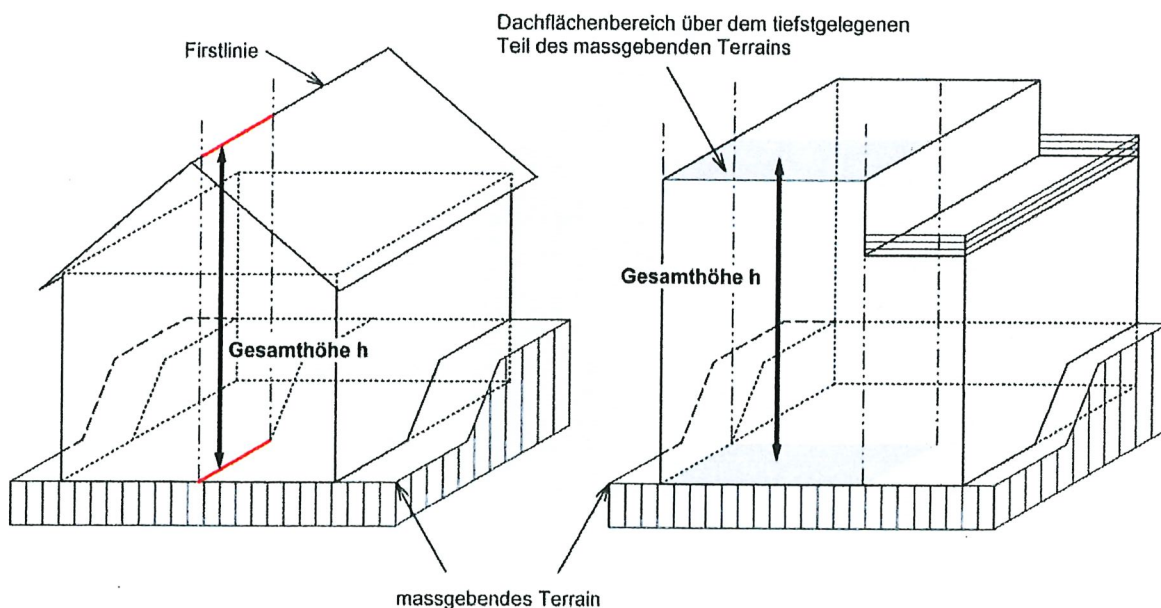 Firstlinie
Dachflächenbereich über dem tiefstgelegenen
Teil des massgebenden Terrains
Gesamthöhe h
Gesamthöhe h
massgebendes Terrain